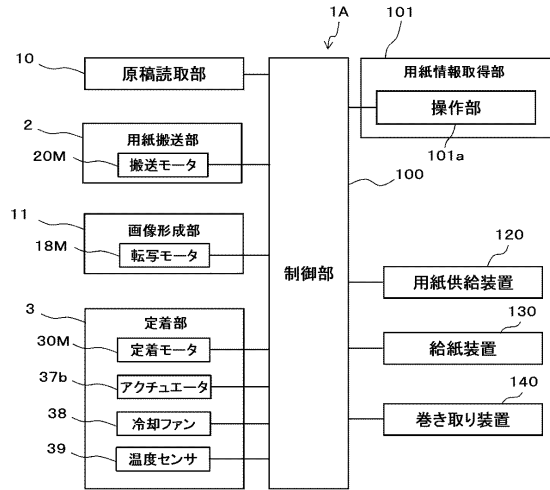 1A
10
原稿読取部
2
用紙搬送部
20M
搬送モータ
11
画像形成部
18M
転写モータ
3
定着部
30M
定着モータ
37b
アクチュエータ
38
冷却ファン
39
温度センサ
制御部
100
101
用紙情報取得部
操作部
101a
120
用紙供給装置
130
給紙装置
140
巻き取り装置